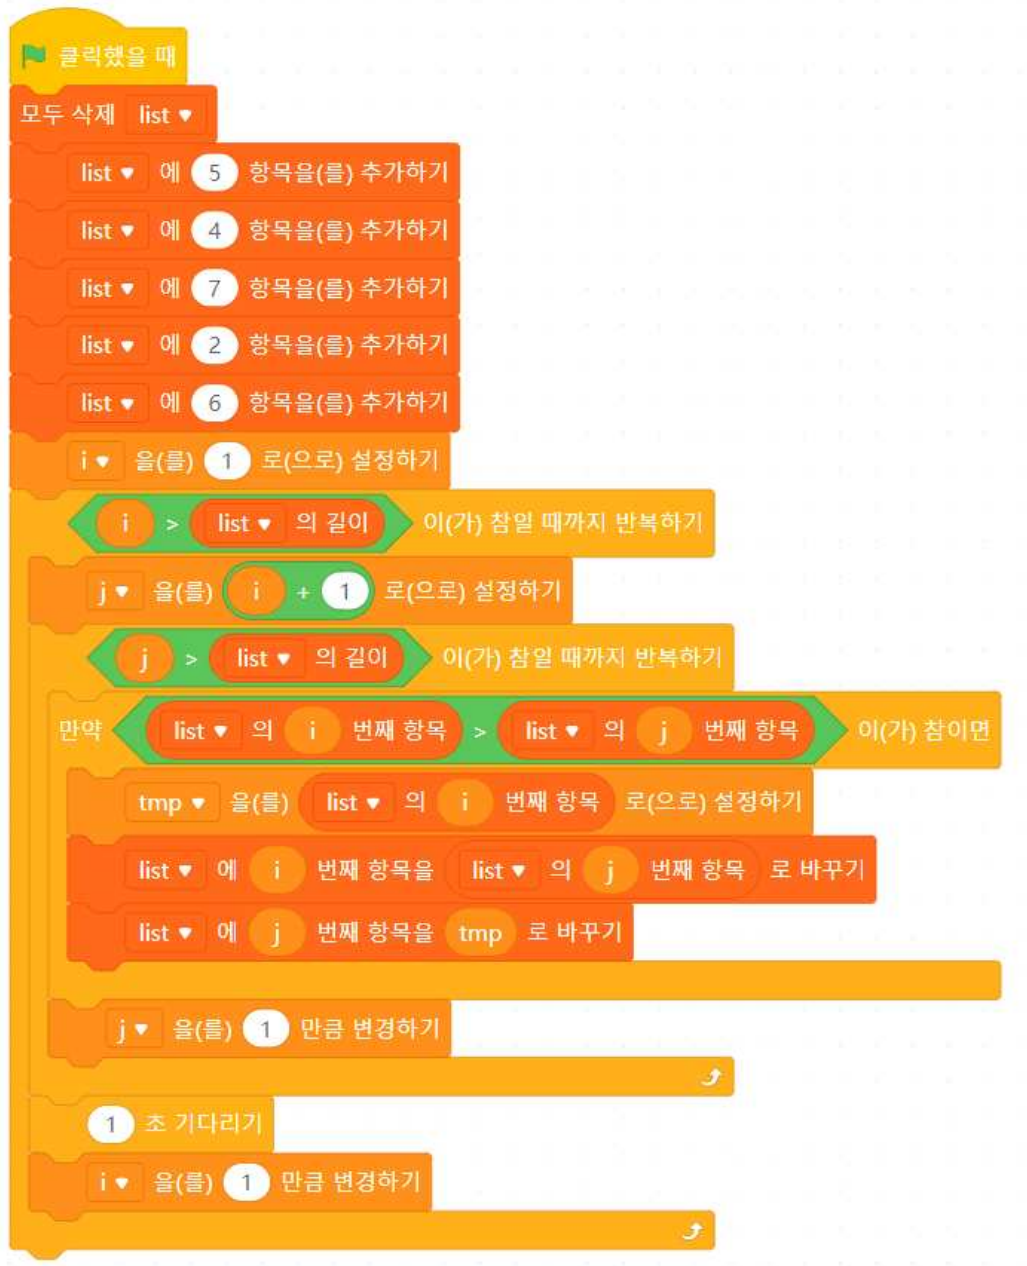 클릭했을 때
모두 삭제 list
list 에 5 항목을(를) 추가하기
list 에 4 항목을(를) 추가하기
list 에 7 항목을(를) 추가하기
list 에 2 항목을(를) 추가하기
list 에 6 항목을(를) 추가하기
i 을(를) 1 로(으로) 설정하기
i > list 의 길이 이(가) 참일 때까지 반복하기
j 을(를) i + 1 로(으로) 설정하기
j > list 의 길이 이(가) 참일 때까지 반복하기
만약 list 의 i 번째 항목 > list 의 j 번째 항목 이(가) 참이면
tmp 을(를) list 의 i 번째 항목 로(으로) 설정하기
list 에 i 번째 항목을 list 의 j 번째 항목 로 바꾸기
list 에 j 번째 항목을 tmp 로 바꾸기
j 을(를) 1 만큼 변경하기
1 초 기다리기
i 을(를) 1 만큼 변경하기